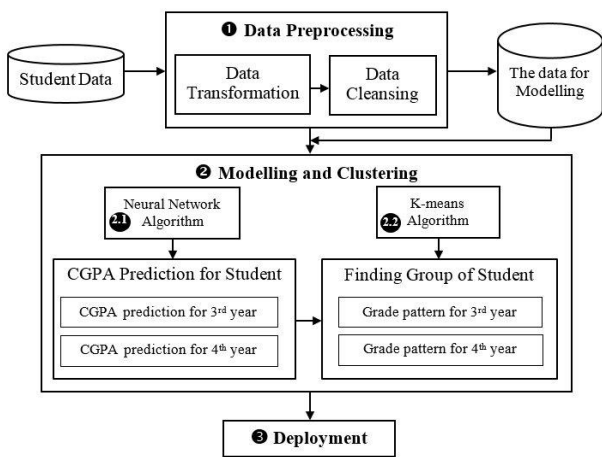 ❶ Data Preprocessing
Student Data
Data
Transformation
Data
Cleansing
The data for
Modelling
❷ Modelling and Clustering
Neural Network
2.1 Algorithm
K-means
2.2 Algorithm
CGPA Prediction for Student
CGPA prediction for 3rd year
CGPA prediction for 4th year
Finding Group of Student
Grade pattern for 3rd year
Grade pattern for 4th year
❸ Deployment